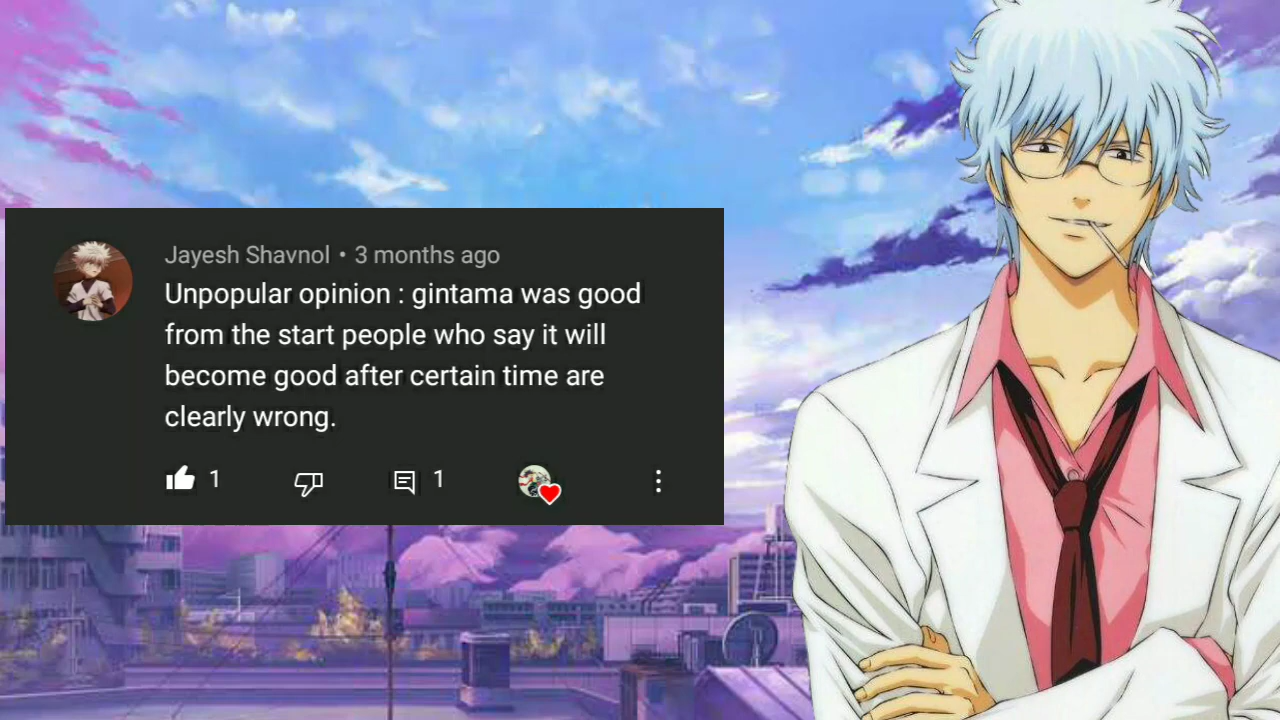 Jayesh Shavnol • 3 months ago
Unpopular opinion : gintama was good
from the start people who say it will
become good after certain time are
clearly wrong.
1 1